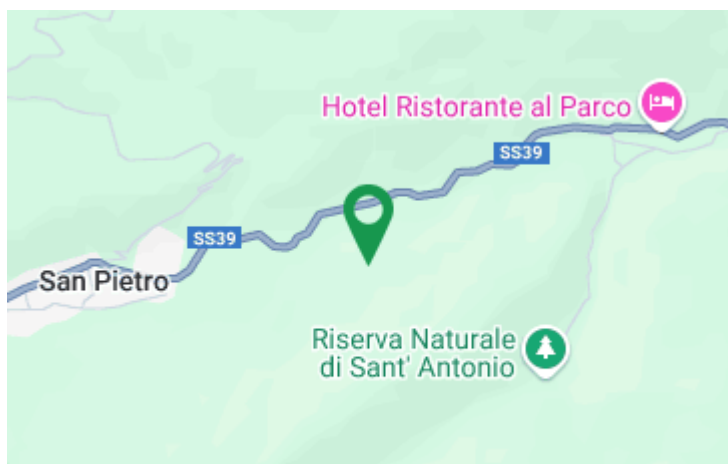 Hotel Ristorante al Parco
SS39
SS39
San Pietro
Riserva Naturale
di Sant' Antonio